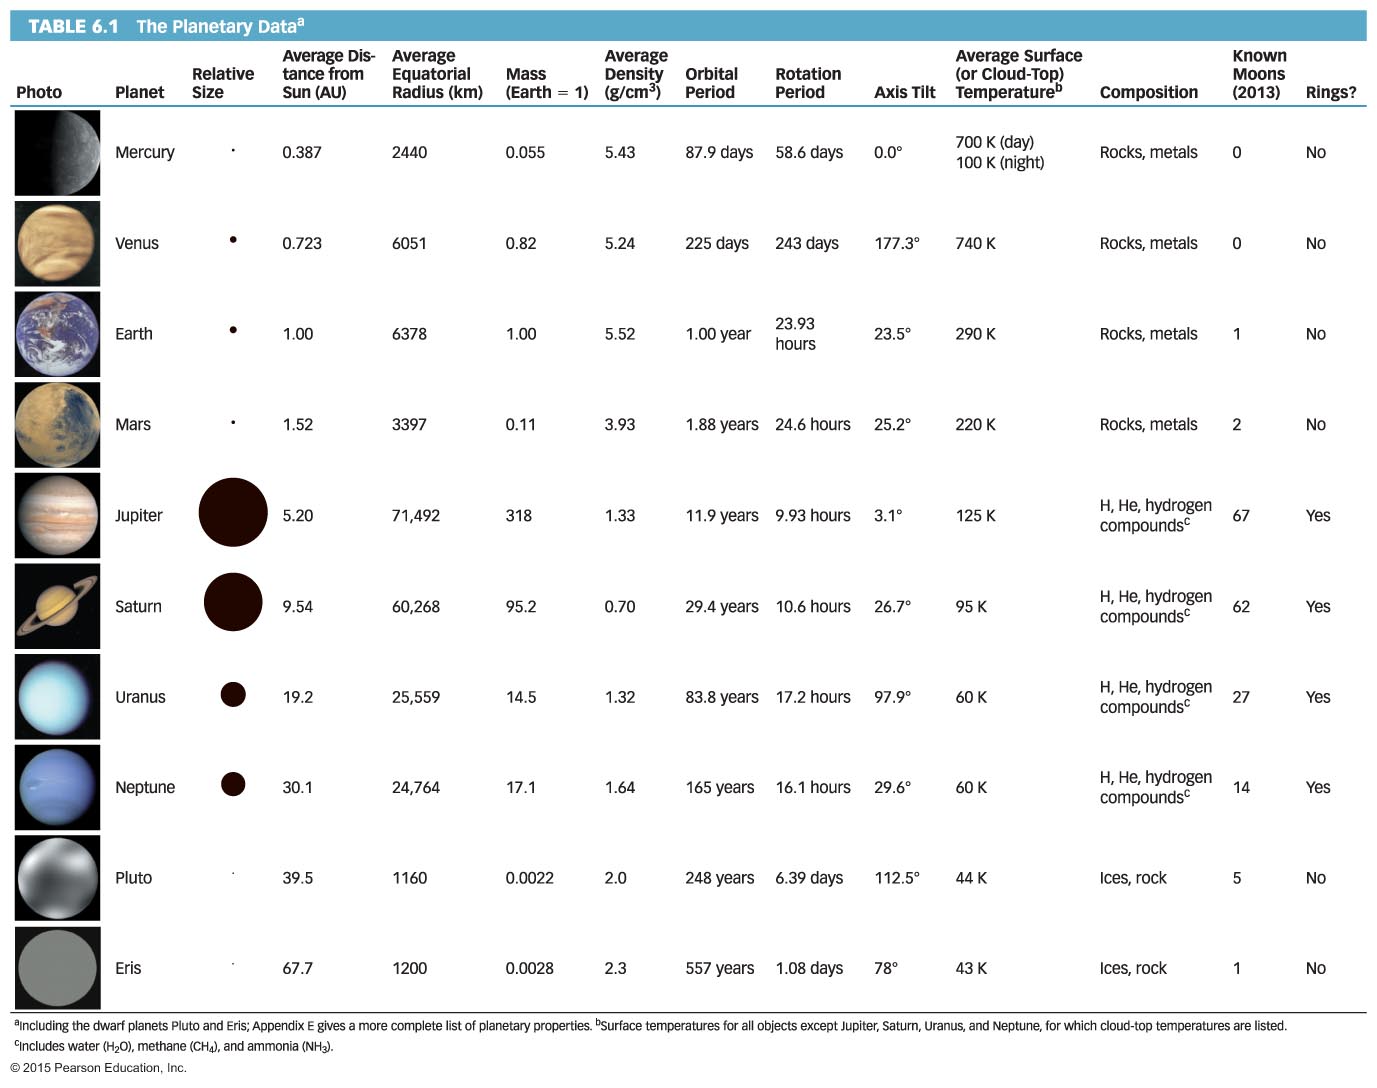 TABLE 6.1 The Planetary Dataᵃ
Photo Planet Relative Size Average Distance from Sun (AU) Average Equatorial Radius (km) Mass (Earth = 1) Average Density (g/cm³) Orbital Period Rotation Period Axis Tilt Average Surface (or Cloud-Top) Temperatureᵇ Composition Known Moons (2013) Rings?
Mercury 0.387 2440 0.055 5.43 87.9 days 58.6 days 0.0° 700 K (day) 100 K (night) Rocks, metals 0 No
Venus 0.723 6051 0.82 5.24 225 days 243 days 177.3° 740 K Rocks, metals 0 No
Earth 1.00 6378 1.00 5.52 1.00 year 23.93 hours 23.5° 290 K Rocks, metals 1 No
Mars 1.52 3397 0.11 3.93 1.88 years 24.6 hours 25.2° 220 K Rocks, metals 2 No
Jupiter 5.20 71,492 318 1.33 11.9 years 9.93 hours 3.1° 125 K H, He, hydrogen compoundsᶜ 67 Yes
Saturn 9.54 60,268 95.2 0.70 29.4 years 10.6 hours 26.7° 95 K H, He, hydrogen compoundsᶜ 62 Yes
Uranus 19.2 25,559 14.5 1.32 83.8 years 17.2 hours 97.9° 60 K H, He, hydrogen compoundsᶜ 27 Yes
Neptune 30.1 24,764 17.1 1.64 165 years 16.1 hours 29.6° 60 K H, He, hydrogen compoundsᶜ 14 Yes
Pluto 39.5 1160 0.0022 2.0 248 years 6.39 days 112.5° 44 K Ices, rock 5 No
Eris 67.7 1200 0.0028 2.3 557 years 1.08 days 78° 43 K Ices, rock 1 No
ᵃIncluding the dwarf planets Pluto and Eris; Appendix E gives a more complete list of planetary properties. ᵇSurface temperatures for all objects except Jupiter, Saturn, Uranus, and Neptune, for which cloud-top temperatures are listed.
ᶜIncludes water (H₂O), methane (CH₄), and ammonia (NH₃).
© 2015 Pearson Education, Inc.